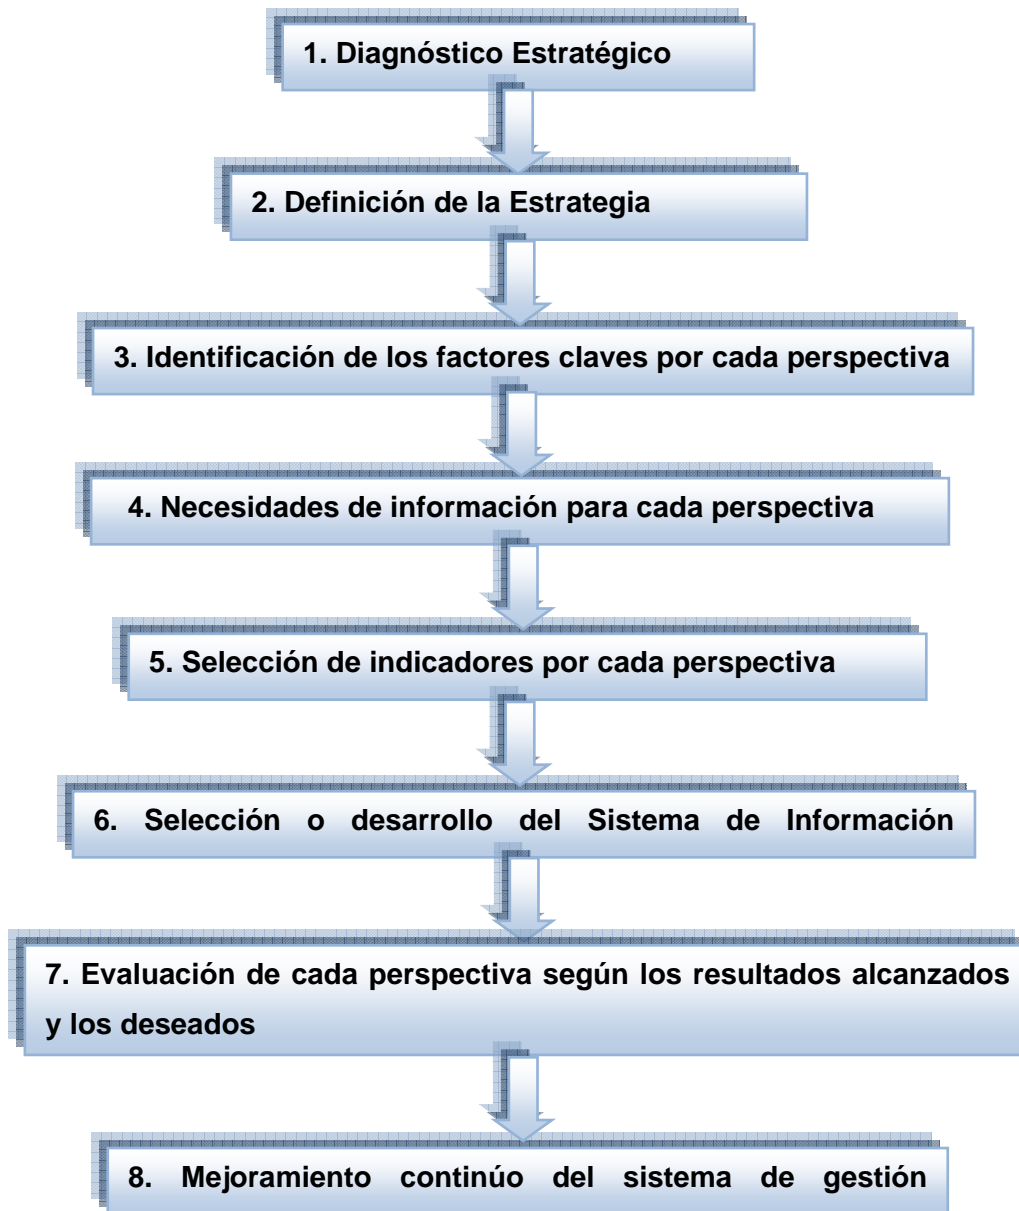 1. Diagnóstico Estratégico
2. Definición de la Estrategia
3. Identificación de los factores claves por cada perspectiva
4. Necesidades de información para cada perspectiva
5. Selección de indicadores por cada perspectiva
6. Selección o desarrollo del Sistema de Información
7. Evaluación de cada perspectiva según los resultados alcanzados
y los deseados
8. Mejoramiento continúo del sistema de gestión